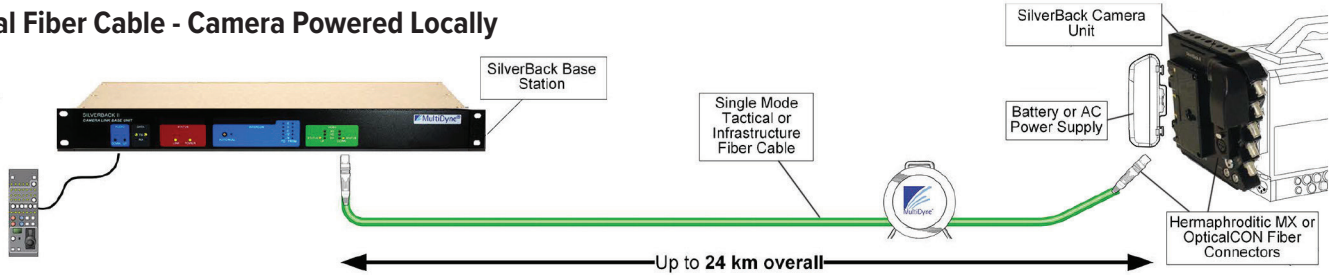 al Fiber Cable - Camera Powered Locally
SilverBack Camera
Unit
SilverBack Base
Station
SILVERBACK II
CAMERA LINK BASE UNIT
MultiDyne®
Single Mode
Tactical or
Infrastructure
Fiber Cable
Battery or AC
Power Supply
MultiDyne®
Hermaphroditic MX or
OpticalCON Fiber
Connectors
Up to 24 km overall